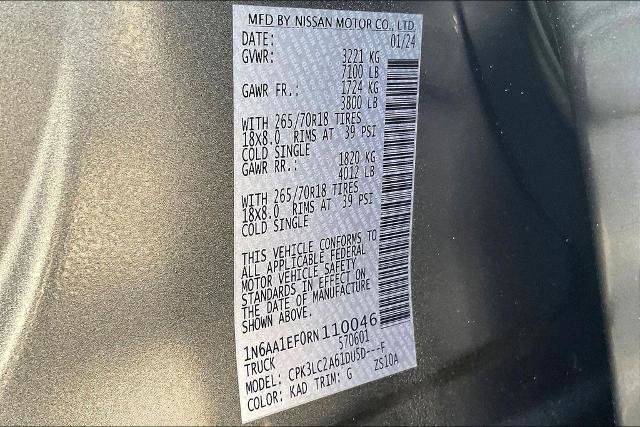 MFD BY NISSAN MOTOR CO., LTD.
DATE: 01/24
GVWR: 3221 KG
7100 LB
GAWR FR.: 1724 KG
3800 LB
WITH 265/70R18 TIRES
18X8.0 RIMS AT 39 PSI
COLD SINGLE
GAWR RR.: 1820 KG
4012 LB
WITH 265/70R18 TIRES
18X8.0 RIMS AT 39 PSI
COLD SINGLE
THIS VEHICLE CONFORMS TO
ALL APPLICABLE FEDERAL
MOTOR VEHICLE SAFETY
STANDARDS IN EFFECT ON
THE DATE OF MANUFACTURE
SHOWN ABOVE.
1N6AA1EF0RN110046
TRUCK 570601
MODEL: CPK3LC2A61DU5D---F
COLOR: KAD TRIM: G ZS10A